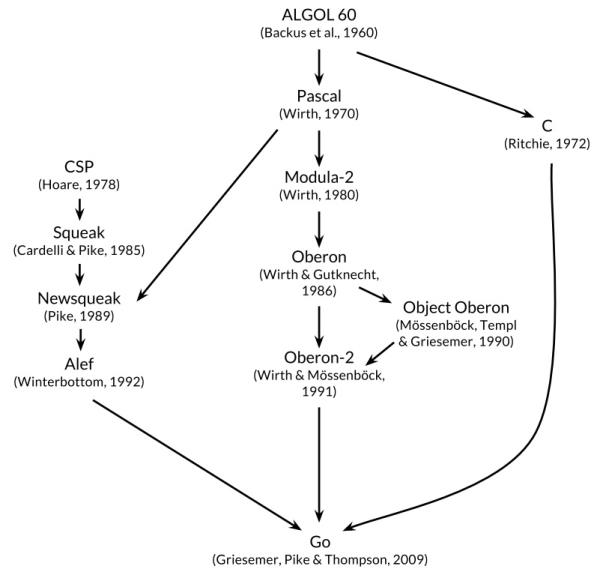 ALGOL 60
(Backus et al., 1960)
Pascal
(Wirth, 1970)
C
(Ritchie, 1972)
CSP
(Hoare, 1978)
Modula-2
(Wirth, 1980)
Squeak
(Cardelli & Pike, 1985)
Oberon
(Wirth & Gutknecht,
1986)
Newsqueak
(Pike, 1989)
Object Oberon
(Mössenböck, Templ
& Griesemer, 1990)
Oberon-2
(Wirth & Mössenböck,
1991)
Alef
(Winterbottom, 1992)
Go
(Griesemer, Pike & Thompson, 2009)